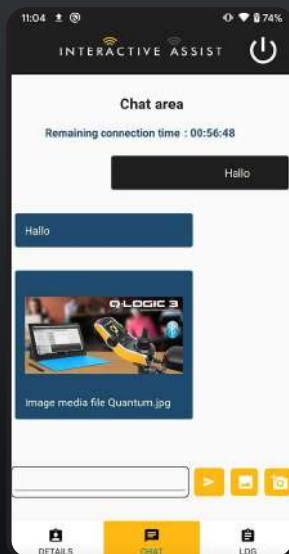 11:04
74%
INTERACTIVE ASSIST
Chat area
Remaining connection time : 00:56:48
Hallo
Hallo
Q-LOGIC 3
Image media file Quantum.jpg
DETAILS
CHAT
LOG